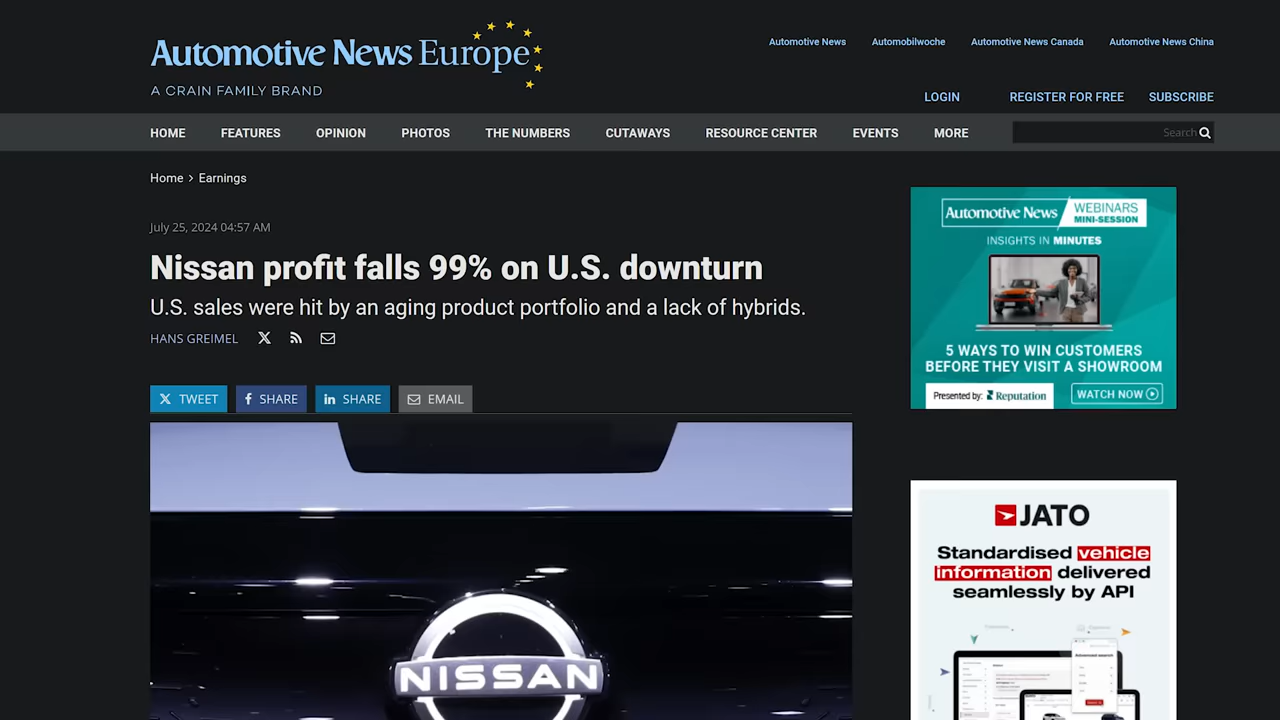 Automotive News Europe
A CRAIN FAMILY BRAND
Automotive News
Automobilwoche
Automotive News Canada
Automotive News China
LOGIN
REGISTER FOR FREE
SUBSCRIBE
HOME
FEATURES
OPINION
PHOTOS
THE NUMBERS
CUTAWAYS
RESOURCE CENTER
EVENTS
MORE
Search
Home > Earnings
July 25, 2024 04:57 AM
Nissan profit falls 99% on U.S. downturn
U.S. sales were hit by an aging product portfolio and a lack of hybrids.
HANS GREIMEL
TWEET
SHARE
SHARE
EMAIL
NISSAN
Automotive News
WEBINARS
MINI-SESSION
INSIGHTS IN MINUTES
5 WAYS TO WIN CUSTOMERS
BEFORE THEY VISIT A SHOWROOM
Presented by: Reputation
WATCH NOW
JATO
Standardised vehicle
information delivered
seamlessly by API